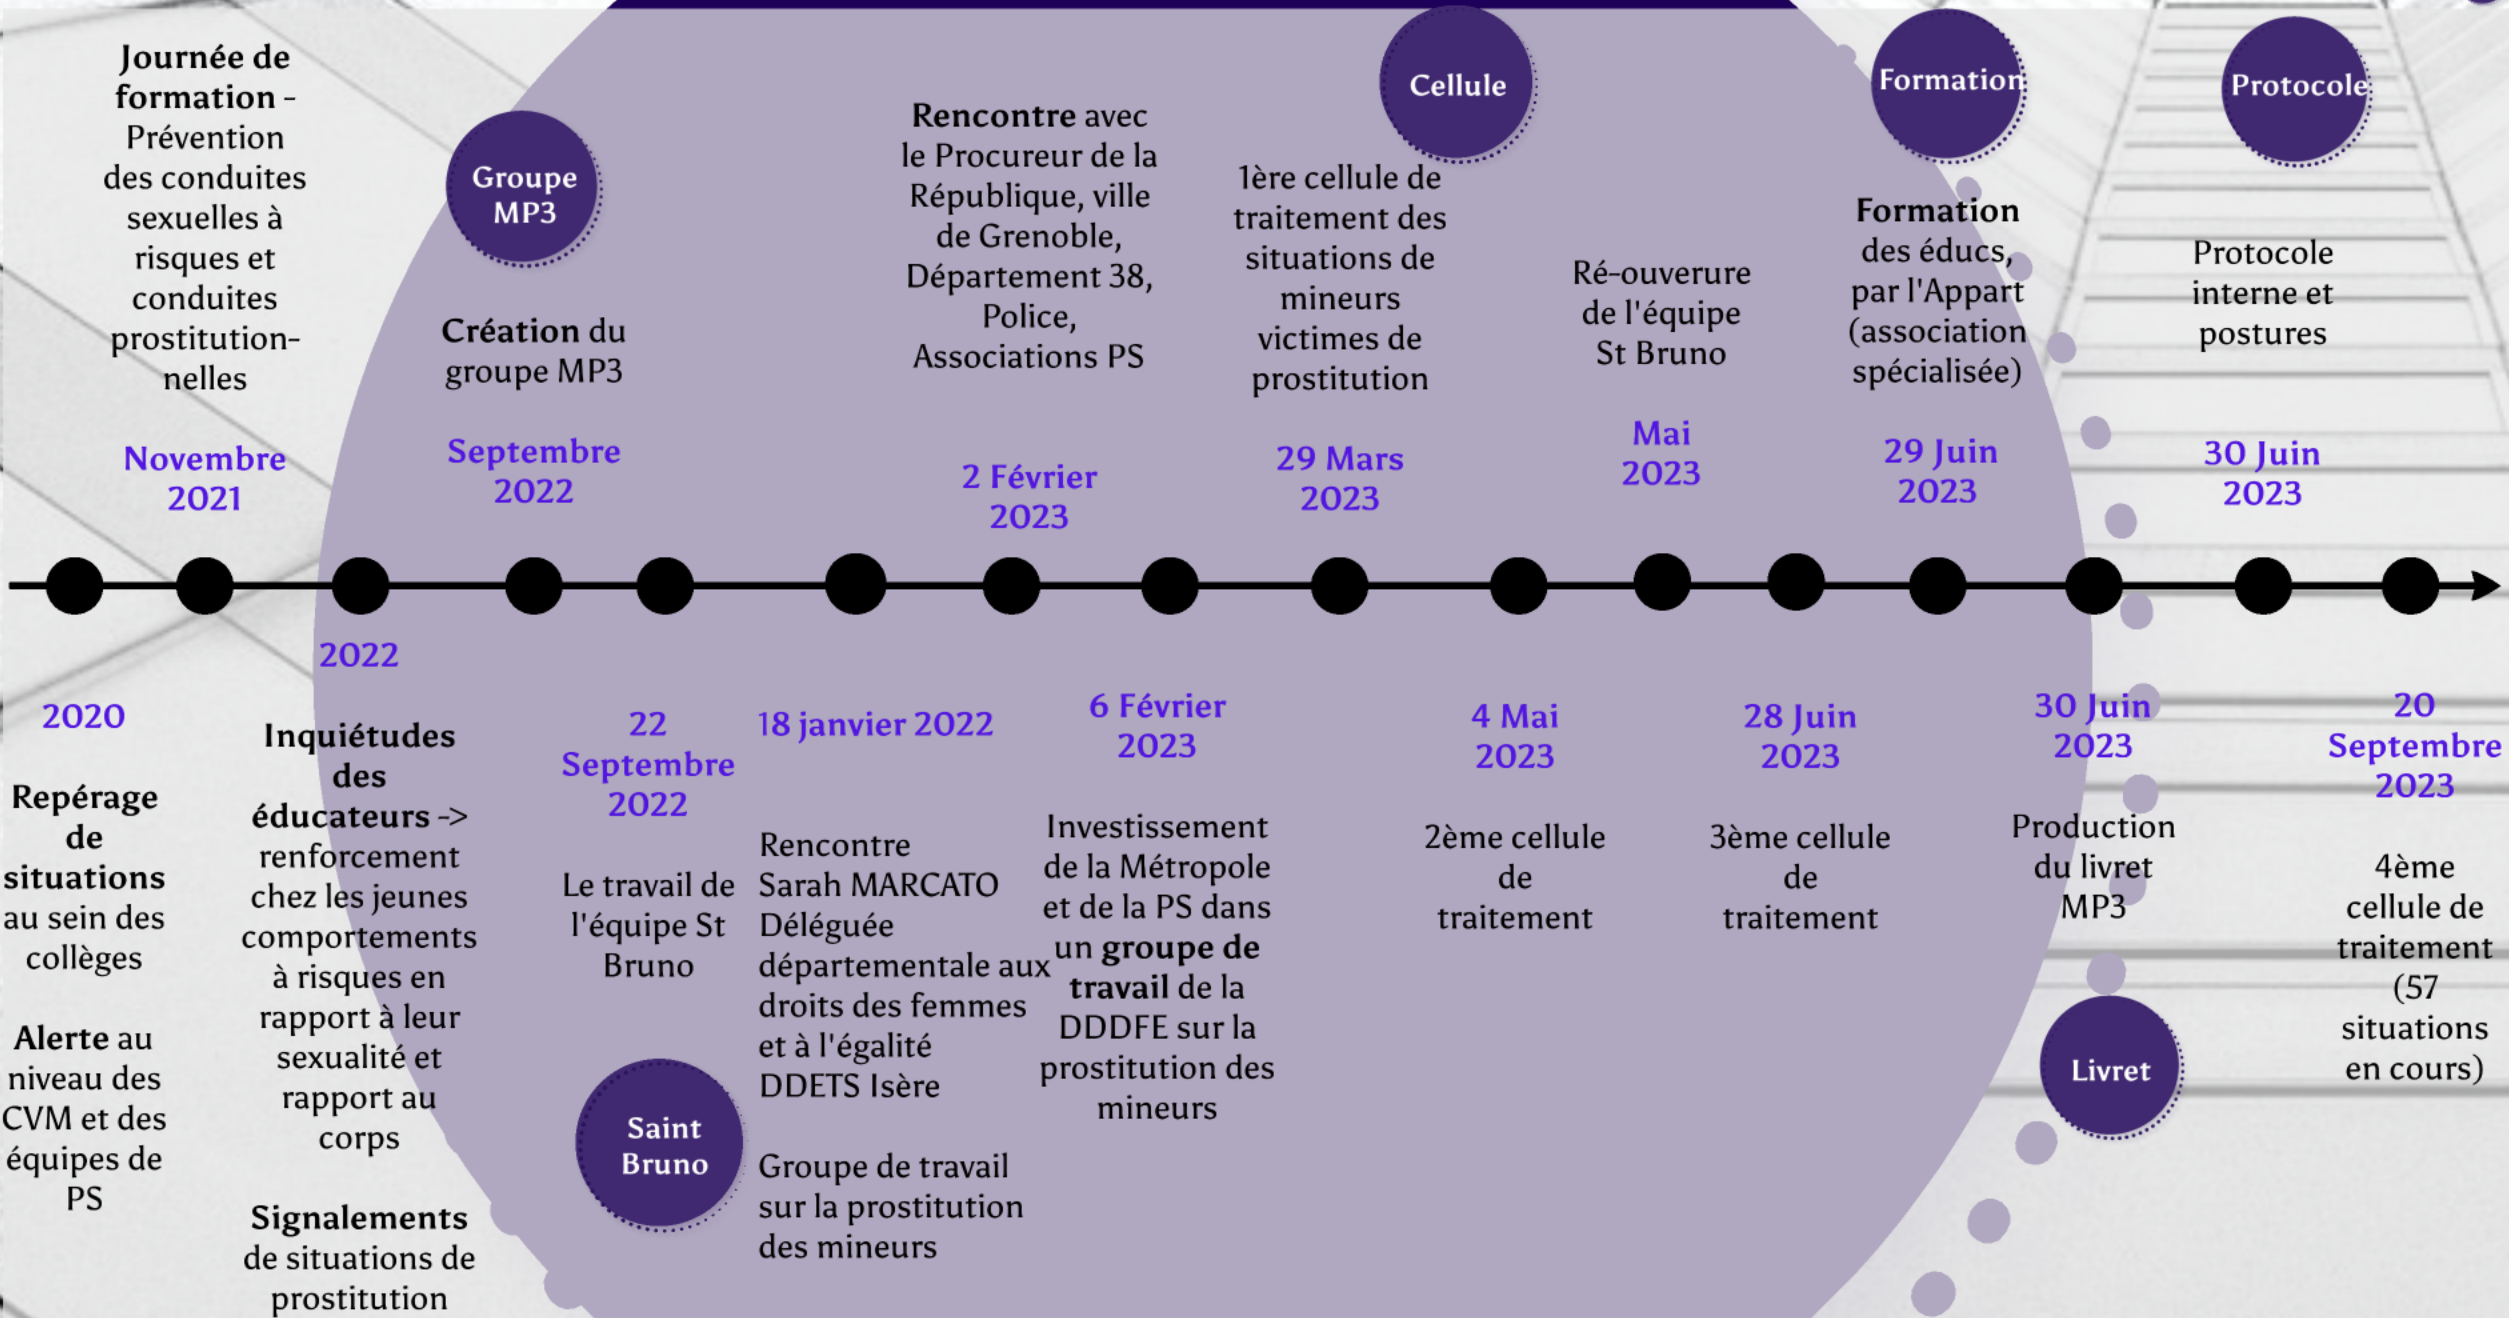 Journée de
formation -
Prévention
des conduites
sexuelles à
risques et
conduites
prostitution-
nelles
Novembre
2021
Groupe
MP3
Création du
groupe MP3
Septembre
2022
Rencontre avec
le Procureur de la
République, ville
de Grenoble,
Département 38,
Police,
Associations PS
2 Février
2023
Cellule
1ère cellule de
traitement des
situations de
mineurs
victimes de
prostitution
29 Mars
2023
Ré-ouverure
de l'équipe
St Bruno
Mai
2023
Formation
Formation
des éducs,
par l'Appart
(association
spécialisée)
29 Juin
2023
Protocole
Protocole
interne et
postures
30 Juin
2023
2020
Repérage
de
situations
au sein des
collèges
Alerte au
niveau des
CVM et des
équipes de
PS
2022
Inquiétudes
des
éducateurs ->
renforcement
chez les jeunes
comportements
à risques en
rapport à leur
sexualité et
rapport au
corps
Signalements
de situations de
prostitution
22
Septembre
2022
Le travail de
l'équipe St
Bruno
Saint
Bruno
18 janvier 2022
Rencontre
Sarah MARCATO
Déléguée
départementale aux
droits des femmes
et à l'égalité
DDETS Isère
Groupe de travail
sur la prostitution
des mineurs
6 Février
2023
Investissement
de la Métropole
et de la PS dans
un groupe de
travail de la
DDDFE sur la
prostitution des
mineurs
4 Mai
2023
2ème cellule
de
traitement
28 Juin
2023
3ème cellule
de
traitement
30 Juin
2023
Production
du livret
MP3
Livret
20
Septembre
2023
4ème
cellule de
traitement
(57
situations
en cours)